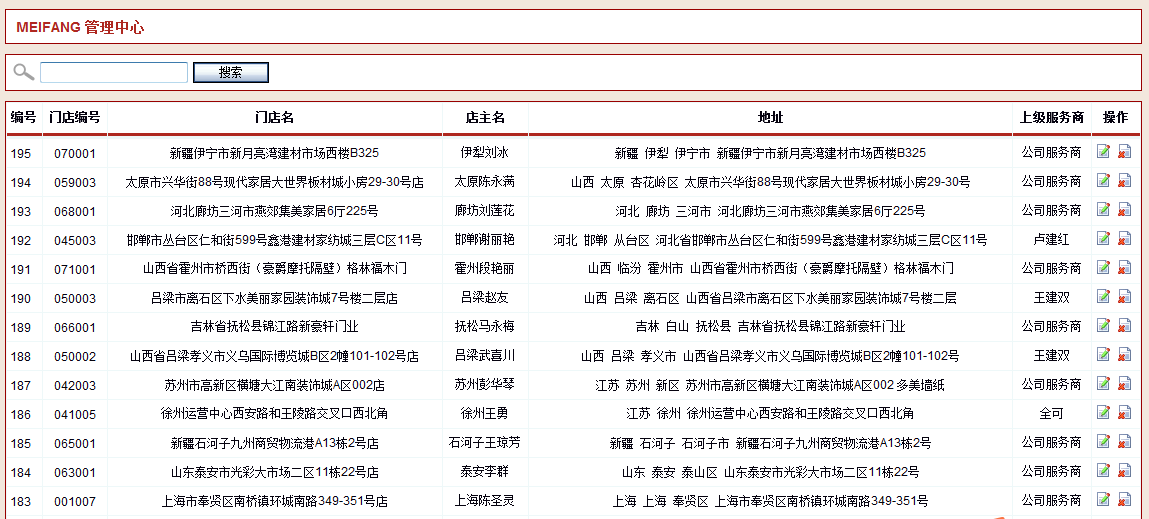 MEIFANG 管理中心
搜索
编号 门店编号 门店名 店主名 地址 上级服务商 操作
195 070001 新疆伊宁市新月亮湾建材市场西楼B325 伊犁刘冰 新疆 伊犁 伊宁市 新疆伊宁市新月亮湾建材市场西楼B325 公司服务商
194 059003 太原市兴华街88号现代家居大世界板材城小房29-30号店 太原陈永满 山西 太原 杏花岭区 太原市兴华街88号现代家居大世界板材城小房29-30号 公司服务商
193 068001 河北廊坊三河市燕郊集美家居6厅225号 廊坊刘莲花 河北 廊坊 三河市 河北廊坊三河市燕郊集美家居6厅225号 公司服务商
192 045003 邯郸市丛台区仁和街599号鑫港建材家纺城三层C区11号 邯郸谢丽艳 河北 邯郸 从台区 河北省邯郸市丛台区仁和街599号鑫港建材家纺城三层C区11号 卢建红
191 071001 山西省霍州市桥西街（豪爵摩托隔壁）格林福木门 霍州段艳丽 山西 临汾 霍州市 山西省霍州市桥西街（豪爵摩托隔壁）格林福木门 公司服务商
190 050003 吕梁市离石区下水美丽家园装饰城7号楼二层店 吕梁赵友 山西 吕梁 离石区 山西省吕梁市离石区下水美丽家园装饰城7号楼二层 王建双
189 066001 吉林省抚松县锦江路新豪轩门业 抚松马永梅 吉林 白山 抚松县 吉林省抚松县锦江路新豪轩门业 公司服务商
188 050002 山西省吕梁孝义市义乌国际博览城B区2幢101-102号店 吕梁武喜川 山西 吕梁 孝义市 山西省吕梁孝义市义乌国际博览城B区2幢101-102号 王建双
187 042003 苏州市高新区横塘大江南装饰城A区002店 苏州彭华琴 江苏 苏州 新区 苏州市高新区横塘大江南装饰城A区002 多美墙纸 公司服务商
186 041005 徐州运营中心西安路和王陵路交叉口西北角 徐州王勇 江苏 徐州 徐州运营中心西安路和王陵路交叉口西北角 全可
185 065001 新疆石河子九州商贸物流港A13栋2号店 石河子王琼芳 新疆 石河子 石河子市 新疆石河子九州商贸物流港A13栋2号 公司服务商
184 063001 山东泰安市光彩大市场二区11栋22号店 泰安李群 山东 泰安 泰山区 山东泰安市光彩大市场二区11栋22号 公司服务商
183 001007 上海市奉贤区南桥镇环城南路349-351号店 上海陈圣灵 上海 上海 奉贤区 上海市奉贤区南桥镇环城南路349-351号 公司服务商